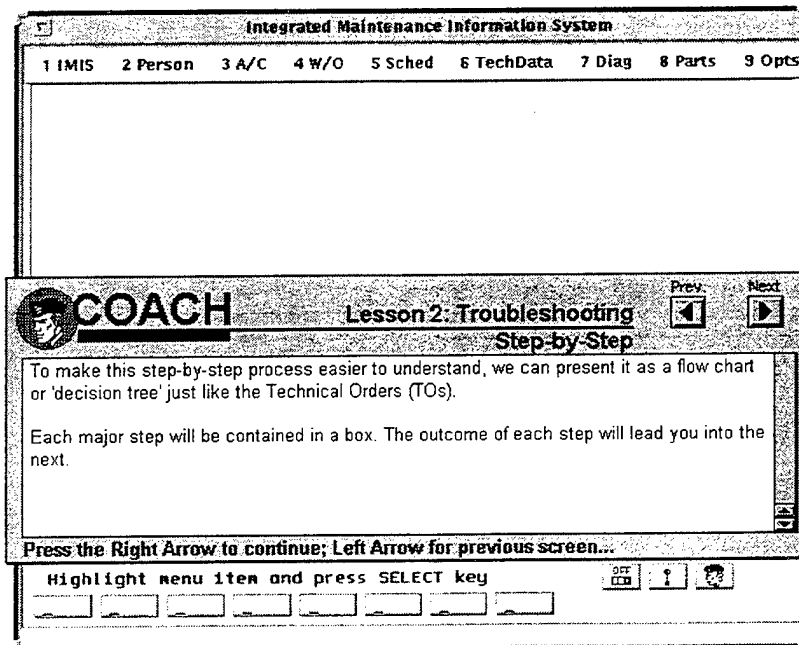 Integrated Maintenance Information System
1 IMIS 2 Person 3 A/C 4 W/O 5 Sched 6 TechData 7 Diag 8 Parts 9 Opts
Prev. Next
COACH
Lesson 2: Troubleshooting
Step-by-Step
To make this step-by-step process easier to understand, we can present it as a flow chart
or 'decision tree' just like the Technical Orders (TOs).
Each major step will be contained in a box. The outcome of each step will lead you into the
next.
Press the Right Arrow to continue; Left Arrow for previous screen...
Highlight menu item and press SELECT key
OFF